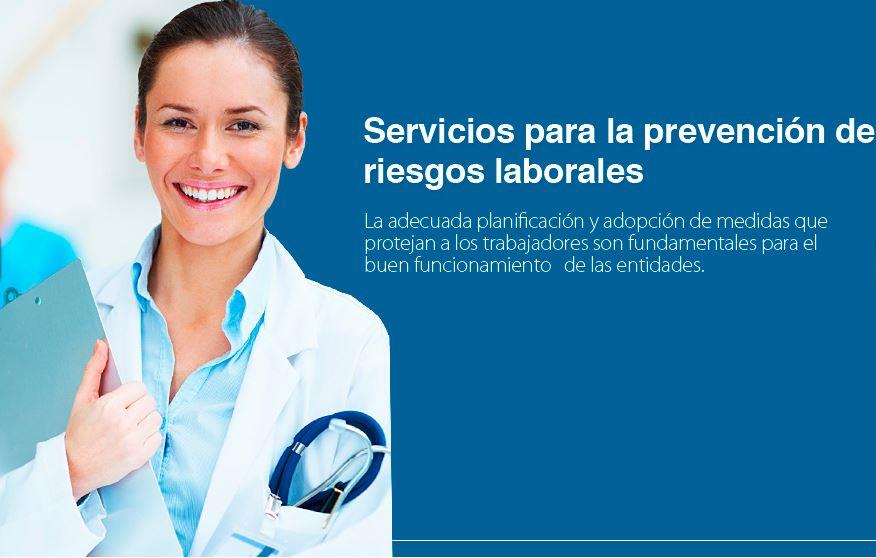 Servicios para la prevención de
riesgos laborales
La adecuada planificación y adopción de medidas que
protejan a los trabajadores son fundamentales para el
buen funcionamiento de las entidades.